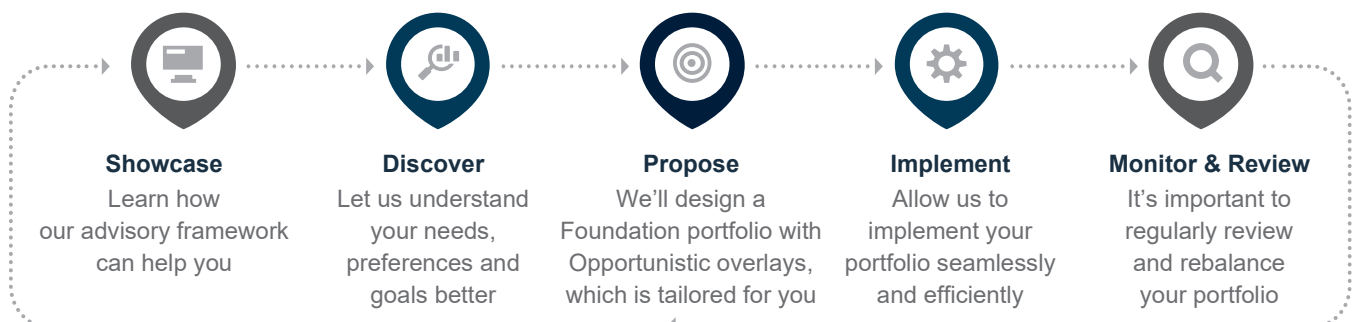 Showcase
Learn how
our advisory framework
can help you
Discover
Let us understand
your needs,
preferences and
goals better
Propose
We’ll design a
Foundation portfolio with
Opportunistic overlays,
which is tailored for you
Implement
Allow us to
implement your
portfolio seamlessly
and efficiently
Monitor & Review
It’s important to
regularly review
and rebalance
your portfolio